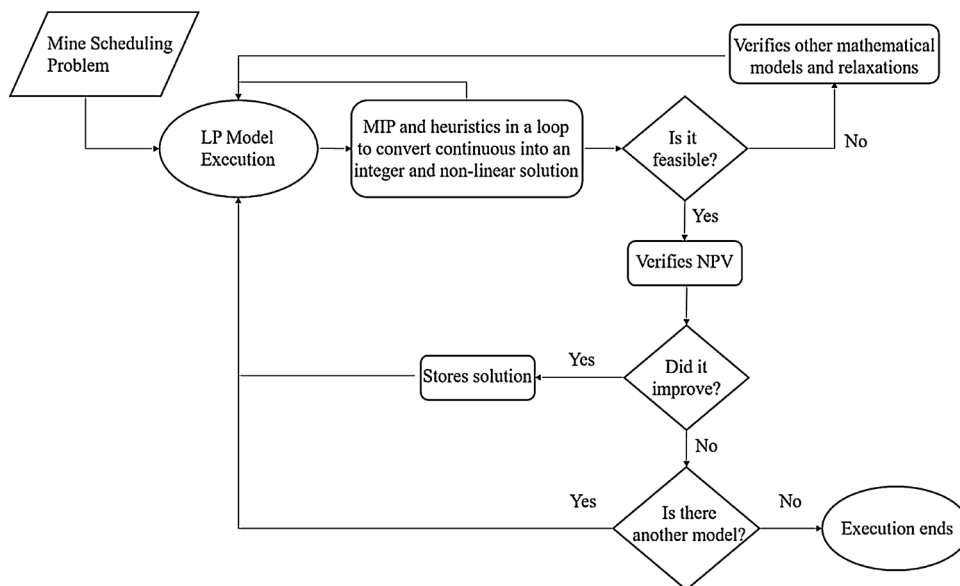 Mine Scheduling
Problem
Verifies other mathematical
models and relaxations
LP Model
Execution
MIP and heuristics in a loop
to convert continuous into an
integer and non-linear solution
Is it
feasible?
No
Yes
Verifies NPV
Did it
improve?
Yes
Stores solution
No
Is there
another model?
Yes
No
Execution ends